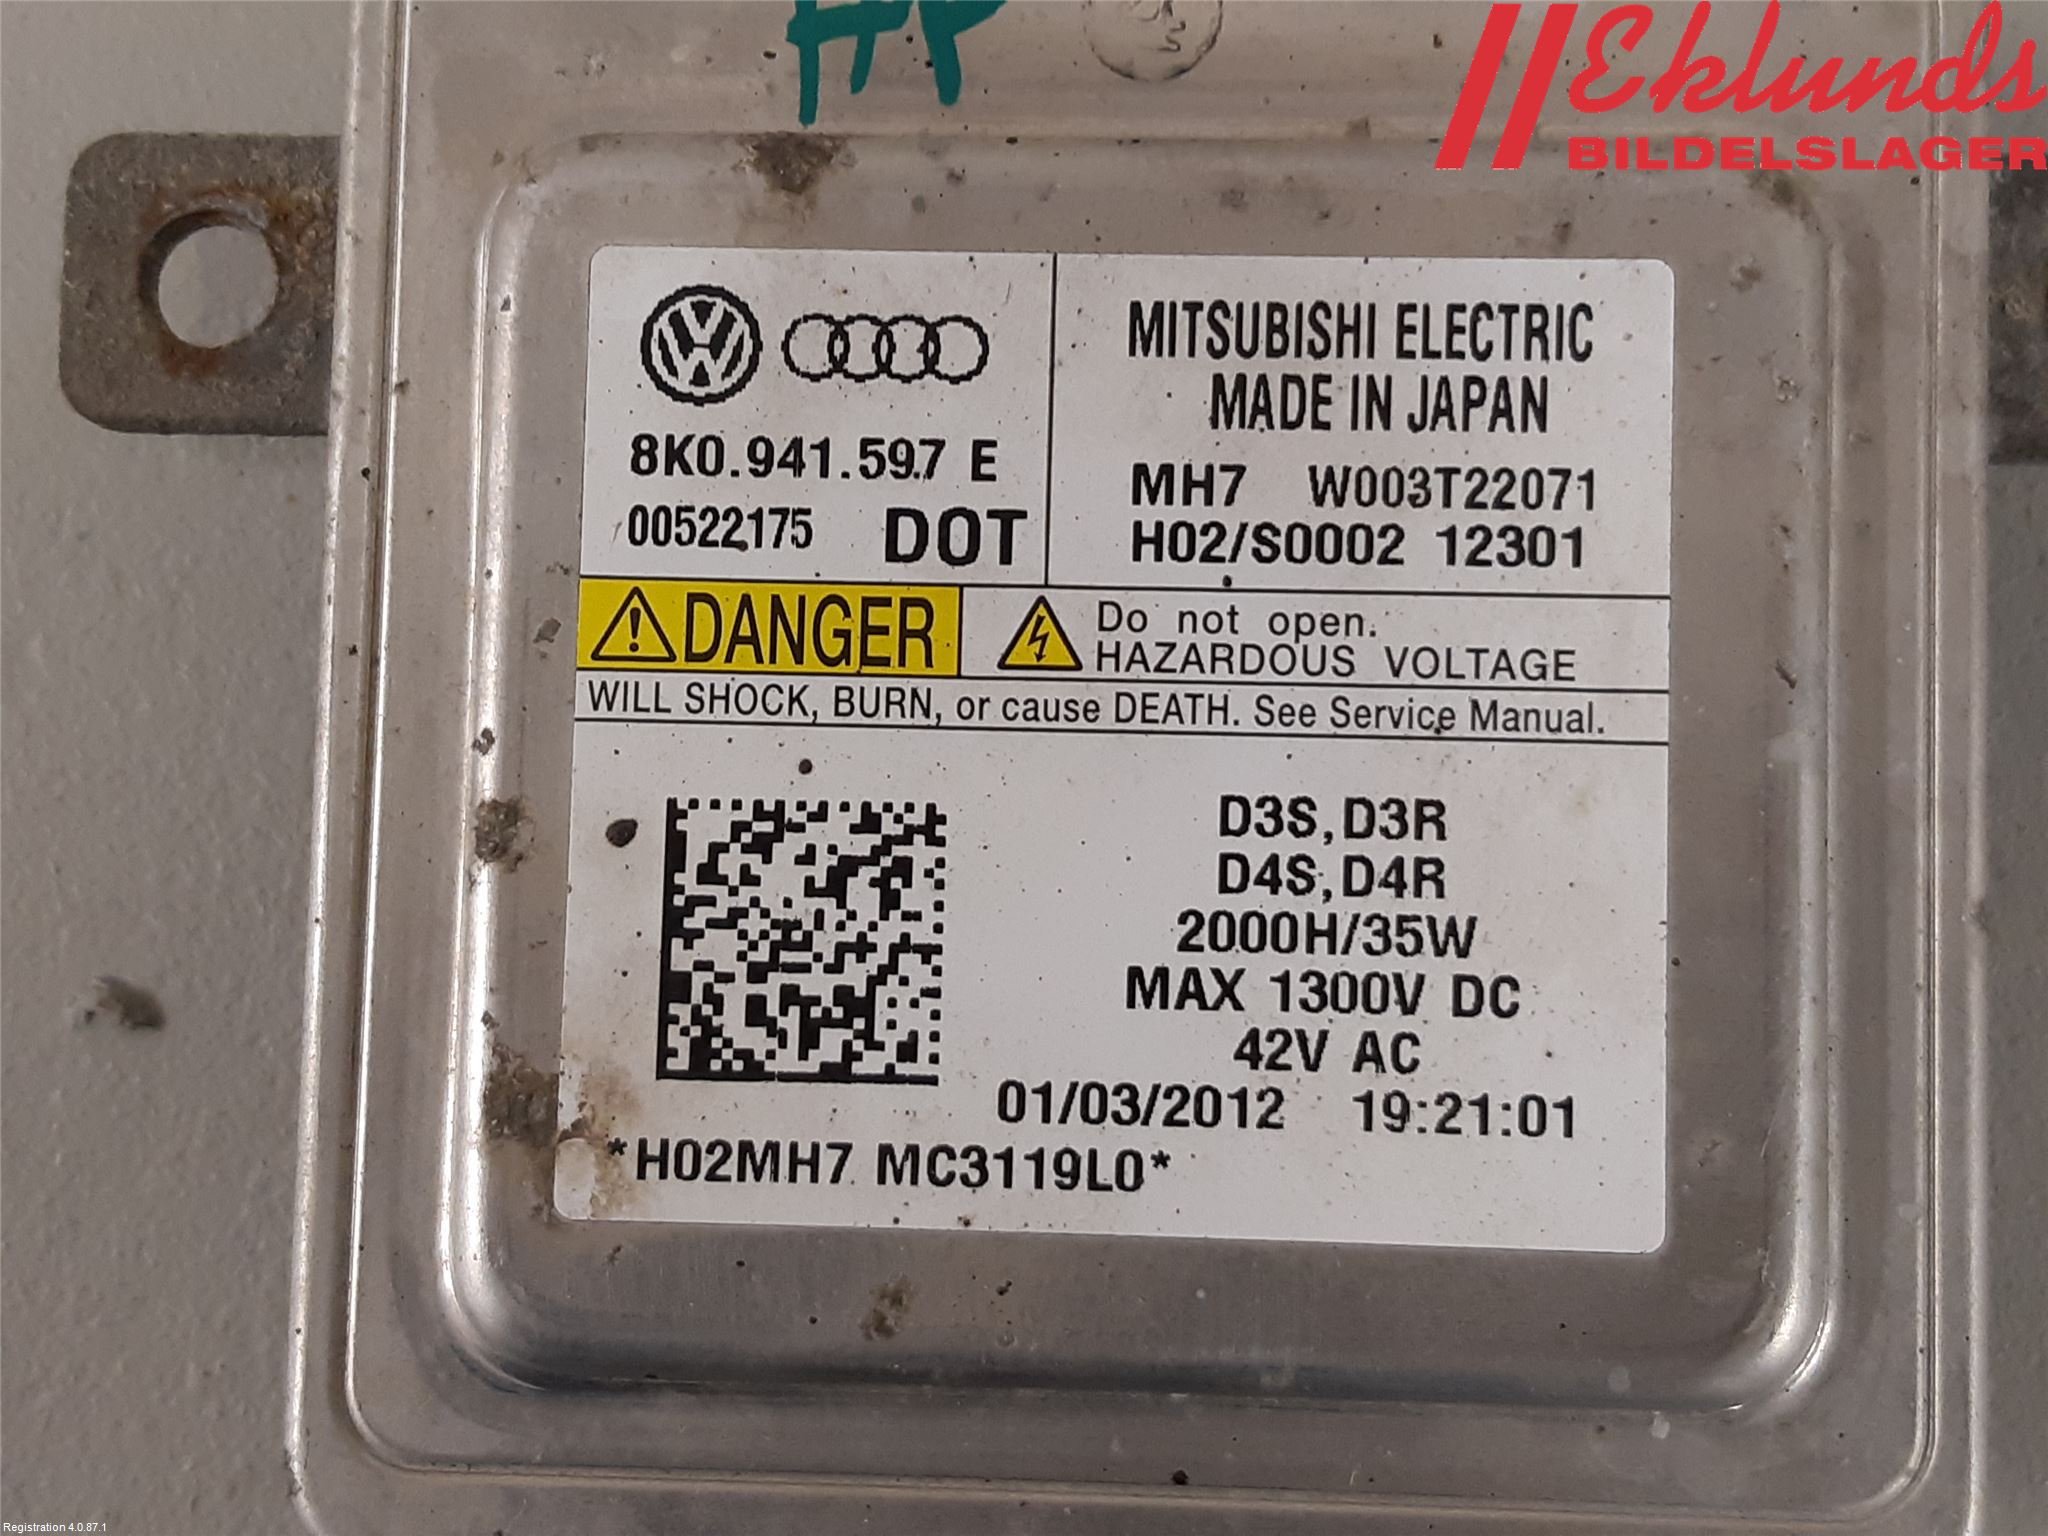 Eklunds
BILDELSLAGER
8K0.941.597 E
00522175 DOT
MITSUBISHI ELECTRIC
MADE IN JAPAN
MH7 W003T22071
H02/S0002 12301
DANGER
Do not open.
HAZARDOUS VOLTAGE
WILL SHOCK, BURN, or cause DEATH. See Service Manual.
D3S,D3R
D4S,D4R
2000H/35W
MAX 1300V DC
42V AC
01/03/2012 19:21:01
*H02MH7 MC3119L0*
Registration 4.0.87.1